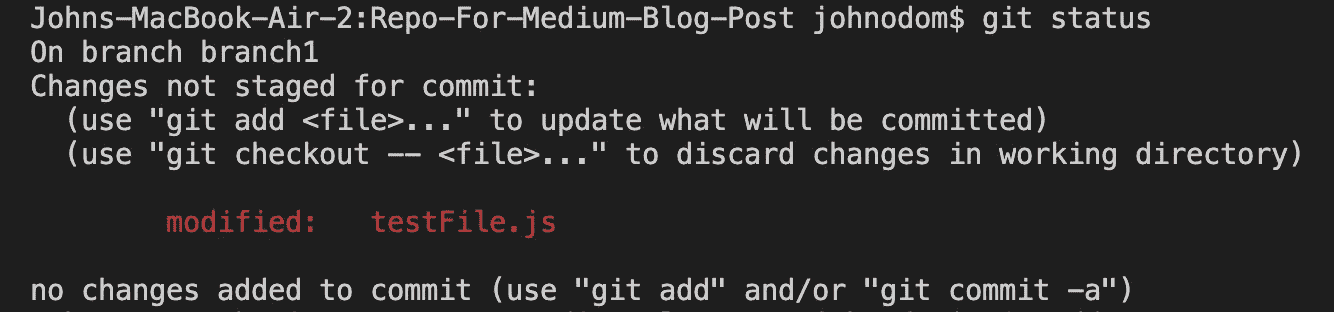 Johns-MacBook-Air-2:Repo-For-Medium-Blog-Post johnodom$ git status
On branch branch1
Changes not staged for commit:
  (use "git add <file>..." to update what will be committed)
  (use "git checkout -- <file>..." to discard changes in working directory)

        modified:   testFile.js

no changes added to commit (use "git add" and/or "git commit -a")